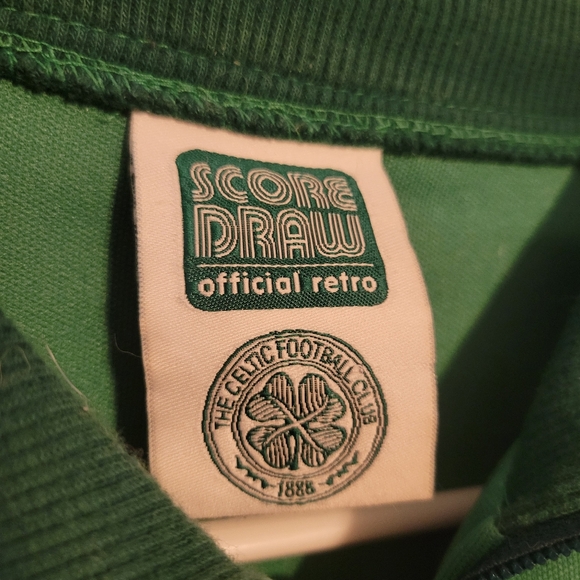 SCORE
DRAW
official retro
THE CELTIC FOOTBALL CLUB
1888